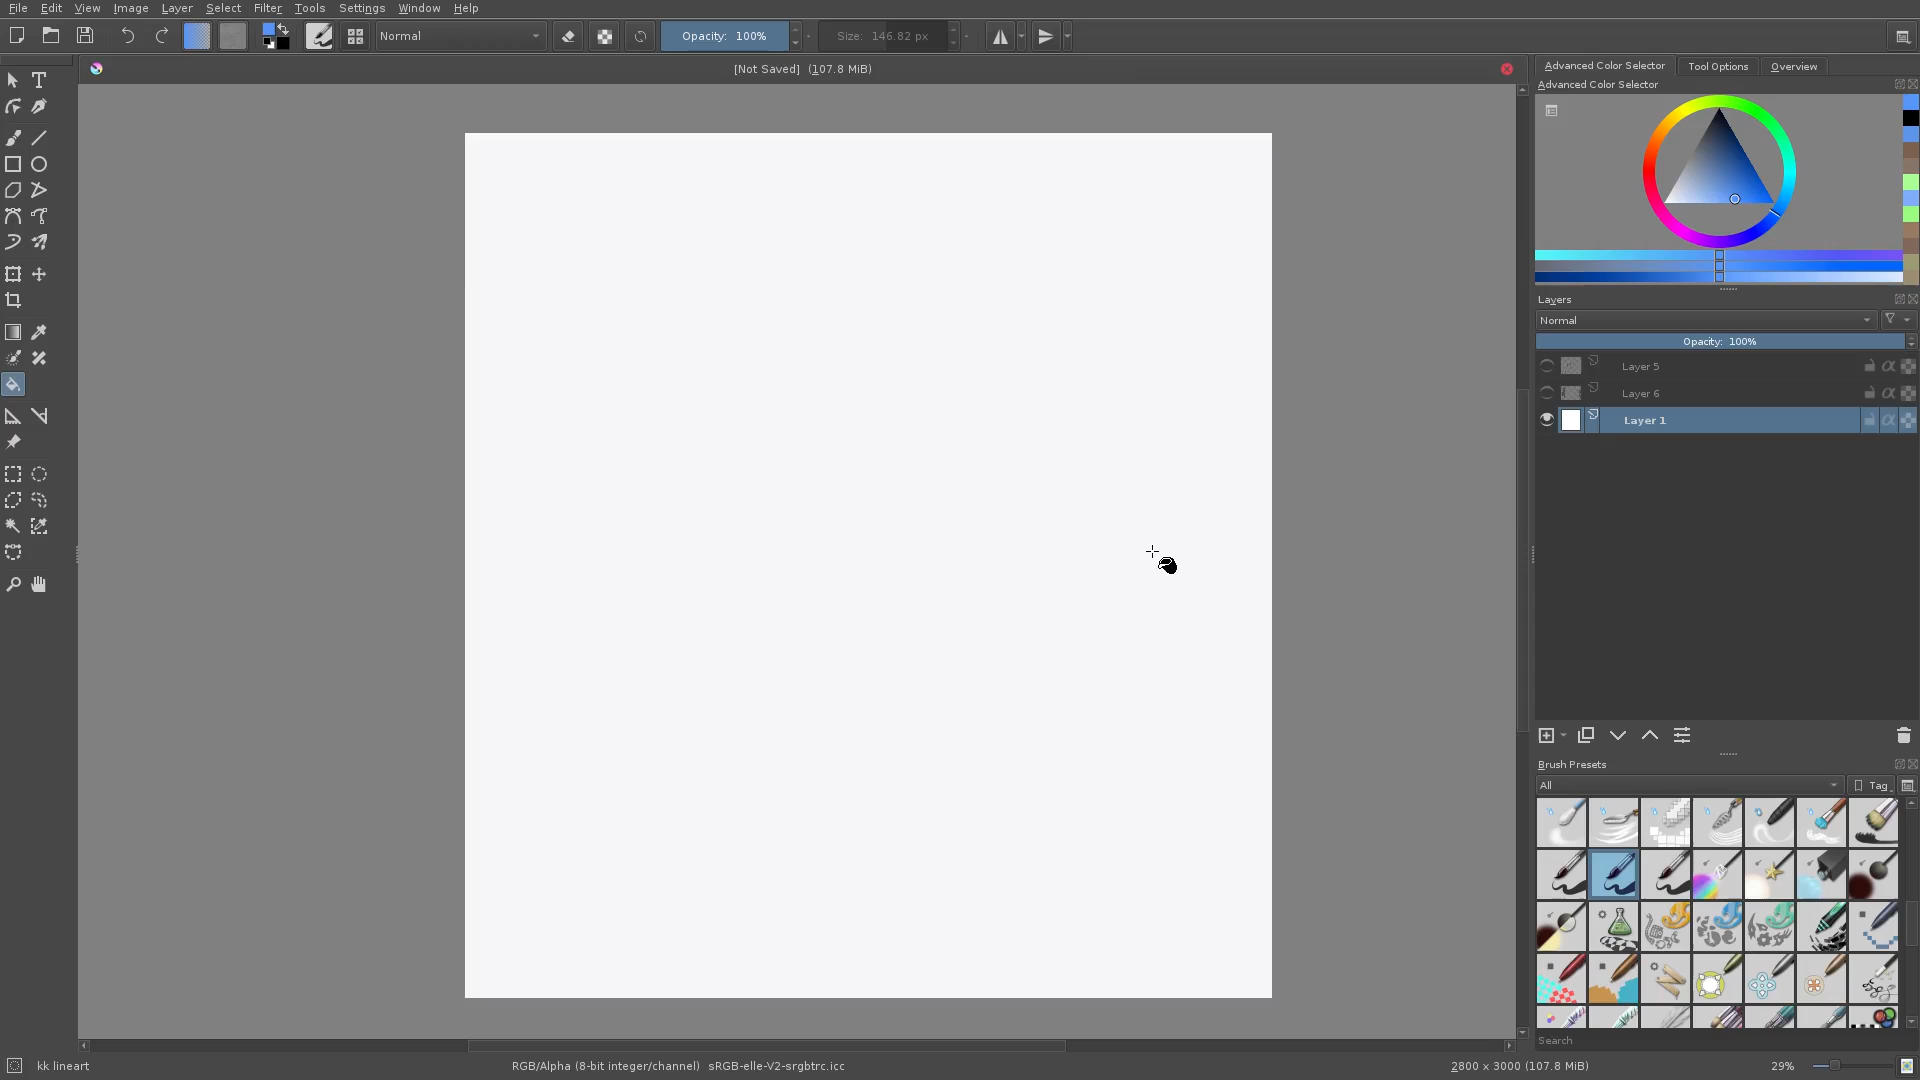 File Edit View Image Layer Select Filter Tools Settings Window Help
Normal Opacity: 100% Size: 146.82 px
[Not Saved] (107.8 MiB)
Advanced Color Selector Tool Options Overview
Advanced Color Selector
Layers
Normal
Opacity: 100%
Layer 5
Layer 6
Layer 1
Brush Presets
All Tag
Search
kk lineart RGB/Alpha (8-bit integer/channel) sRGB-elle-V2-srgbtrc.icc 2800 x 3000 (107.8 MiB) 29%